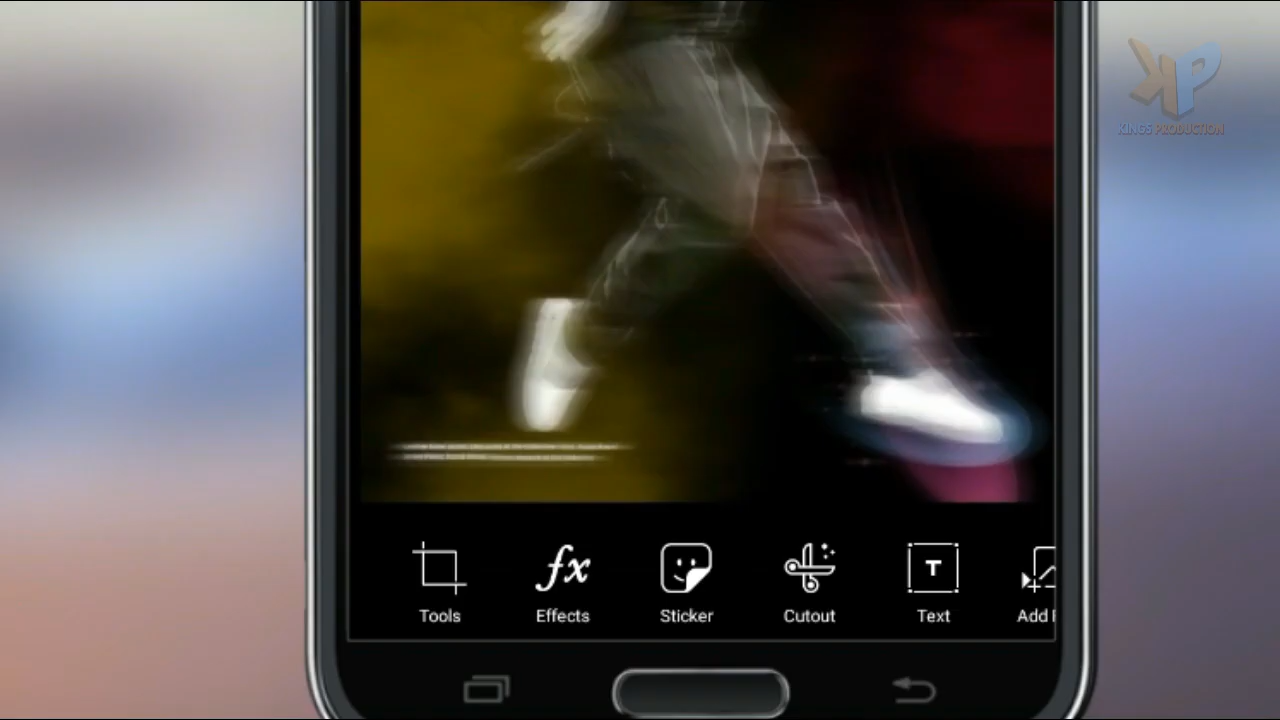 KINGS PRODUCTION
Tools
Effects
Sticker
Cutout
Text
Add